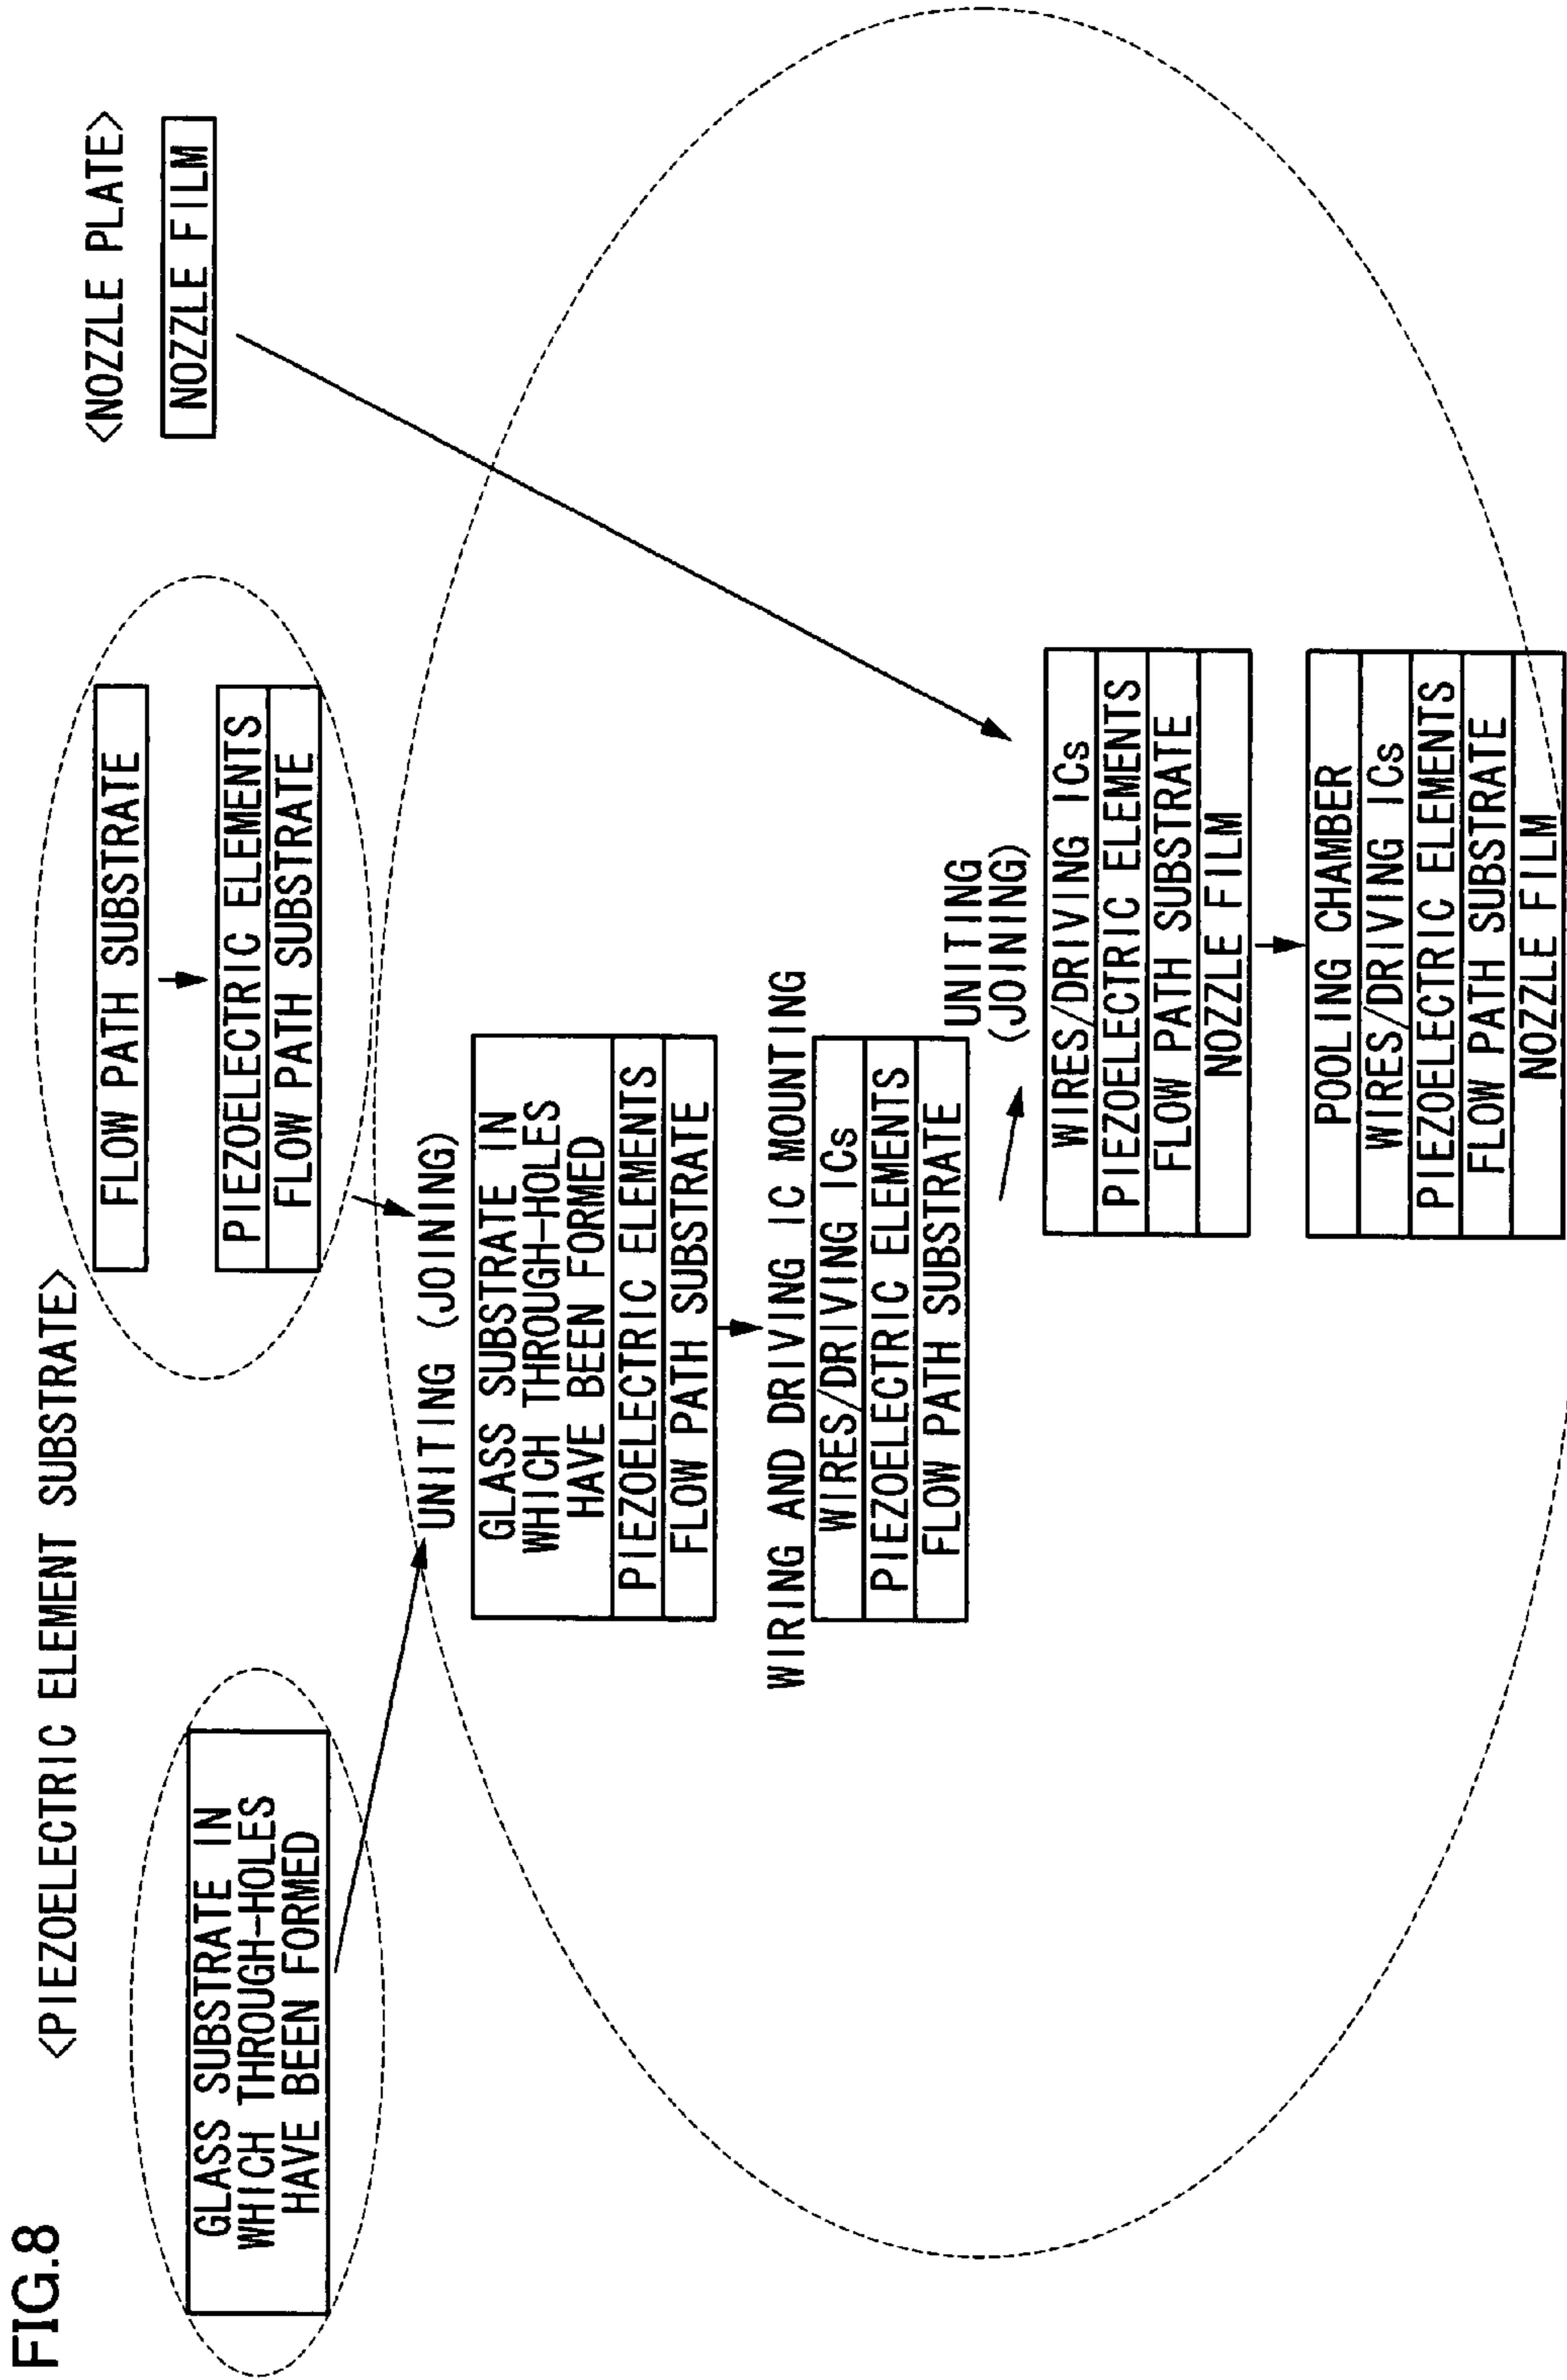 FIG.8
<PIEZOELECTRIC ELEMENT SUBSTRATE>
<NOZZLE PLATE>
GLASS SUBSTRATE IN
WHICH THROUGH-HOLES
HAVE BEEN FORMED
FLOW PATH SUBSTRATE
PIEZOELECTRIC ELEMENTS
FLOW PATH SUBSTRATE
NOZZLE FILM
UNITING (JOINING)
GLASS SUBSTRATE IN
WHICH THROUGH-HOLES
HAVE BEEN FORMED
PIEZOELECTRIC ELEMENTS
FLOW PATH SUBSTRATE
WIRING AND DRIVING IC MOUNTING
WIRES/DRIVING ICs
PIEZOELECTRIC ELEMENTS
FLOW PATH SUBSTRATE
UNITING
(JOINING)
WIRES/DRIVING ICs
PIEZOELECTRIC ELEMENTS
FLOW PATH SUBSTRATE
NOZZLE FILM
POOLING CHAMBER
WIRES/DRIVING ICs
PIEZOELECTRIC ELEMENTS
FLOW PATH SUBSTRATE
NOZZLE FILM